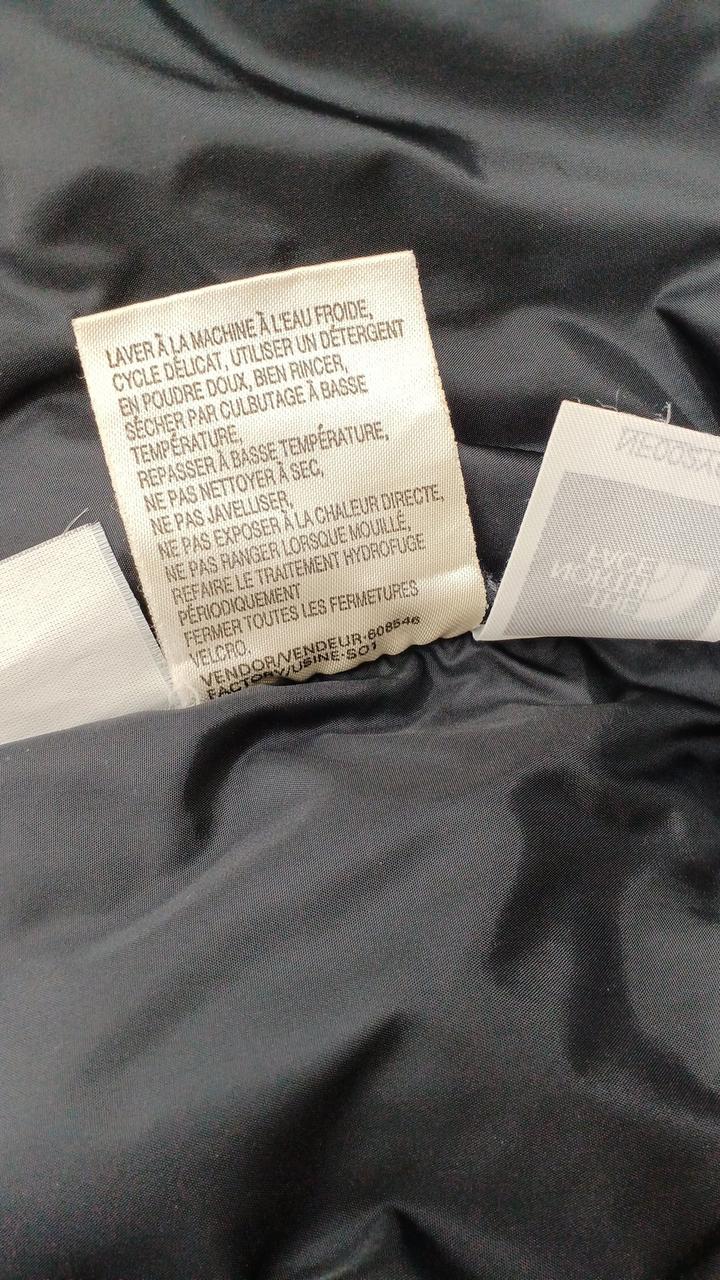 LAVER À LA MACHINE À L'EAU FROIDE,
CYCLE DÉLICAT, UTILISER UN DÉTERGENT
EN POUDRE DOUX, BIEN RINCER,
SÉCHER PAR CULBUTAGE À BASSE
TEMPÉRATURE,
REPASSER À BASSE TEMPÉRATURE,
NE PAS NETTOYER À SEC,
NE PAS JAVELLISER,
NE PAS EXPOSER À LA CHALEUR DIRECTE,
NE PAS RANGER LORSQUE MOUILLÉ,
REFAIRE LE TRAITEMENT HYDROFUGE
PÉRIODIQUEMENT
FERMER TOUTES LES FERMETURES
VELCRO.
VENDOR/VENDEUR-608546
FACTORY/USINE-S01
THE
NORTH
FACE